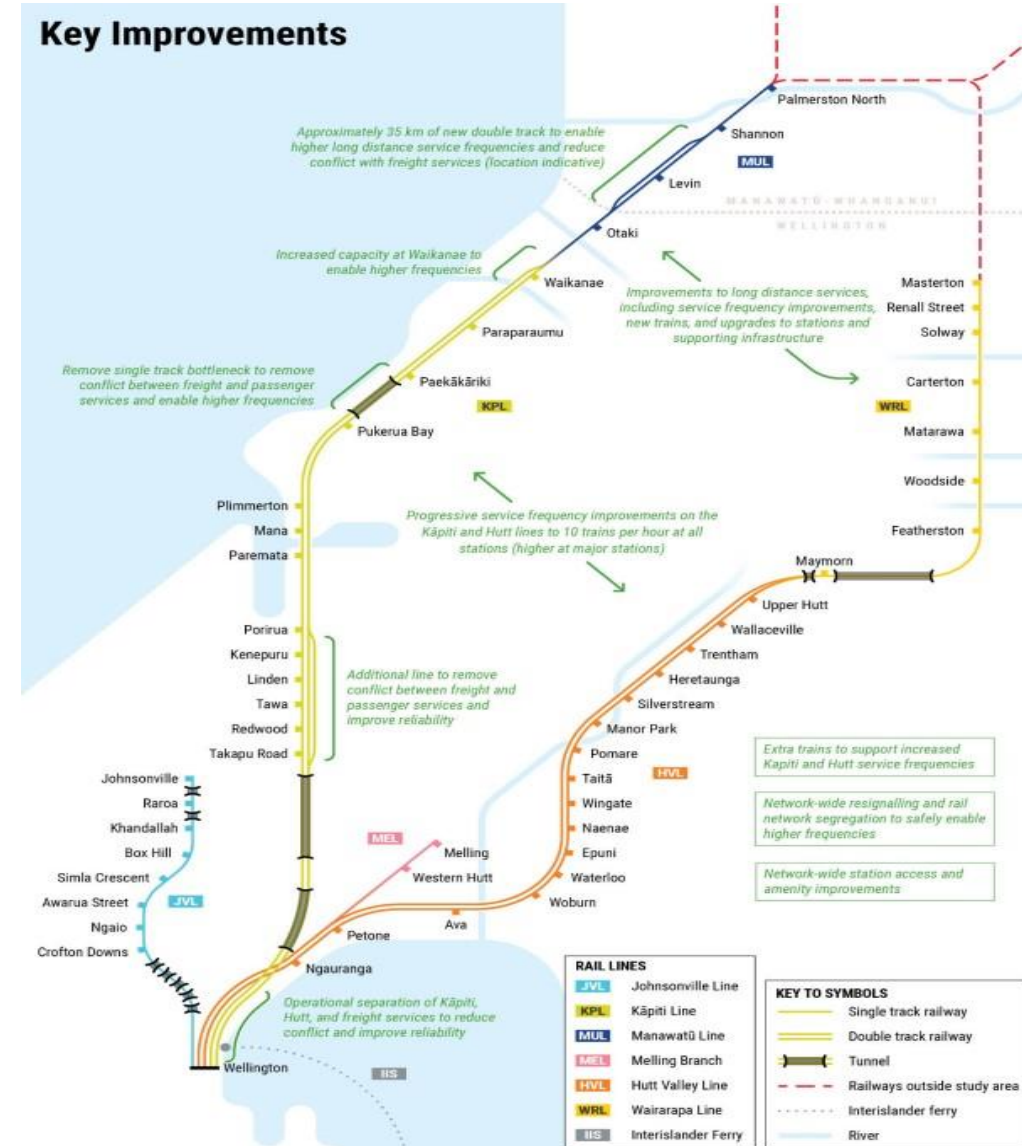 Key Improvements
Palmerston North
Approximately 35 km of new double track to enable
higher long distance service frequencies and reduce
conflict with freight services (location indicative)
Shannon
MUL
Levin
MANAWATŪ-WHANGANUI
WELLINGTON
Otaki
Increased capacity at Waikanae to
enable higher frequencies
Waikanae
Improvements to long distance services,
including service frequency improvements,
new trains, and upgrades to stations and
supporting infrastructure
Masterton
Renall Street
Solway
Paraparaumu
Remove single track bottleneck to remove
conflict between freight and passenger
services and enable higher frequencies
Paekākāriki
KPL
Pukerua Bay
Carterton
WRL
Matarawa
Woodside
Featherston
Plimmerton
Mana
Paremata
Progressive service frequency improvements on the
Kāpiti and Hutt lines to 10 trains per hour at all
stations (higher at major stations)
Maymorn
Upper Hutt
Wallaceville
Trentham
Heretaunga
Silverstream
Manor Park
Pomare
HVL
Taitā
Wingate
Naenae
Epuni
Waterloo
Woburn
Ava
Porirua
Kenepuru
Linden
Tawa
Redwood
Takapu Road
Additional line to remove
conflict between freight and
passenger services and
improve reliability
Extra trains to support increased
Kapiti and Hutt service frequencies
Network-wide resignalling and rail
network segregation to safely enable
higher frequencies
Network-wide station access and
amenity improvements
Johnsonville
Raroa
Khandallah
Box Hill
Simla Crescent
Awarua Street
JVL
Ngaio
Crofton Downs
MEL
Melling
Western Hutt
Petone
Ngauranga
Operational separation of Kāpiti,
Hutt, and freight services to reduce
conflict and improve reliability
Wellington
IIS
RAIL LINES
JVL Johnsonville Line
KPL Kāpiti Line
MUL Manawatū Line
MEL Melling Branch
HVL Hutt Valley Line
WRL Wairarapa Line
IIS Interislander Ferry
KEY TO SYMBOLS
Single track railway
Double track railway
Tunnel
Railways outside study area
Interislander ferry
River